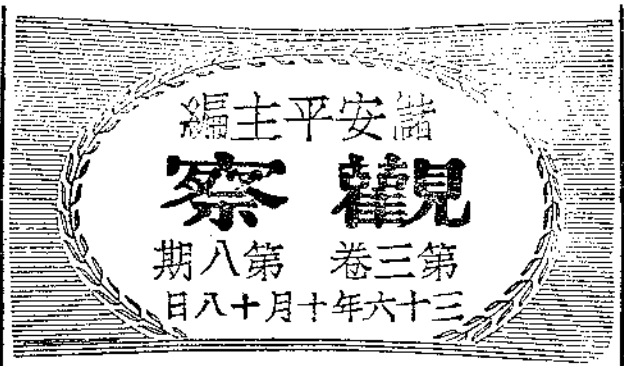 儲安平主編
觀察
第三卷 第八期
三十六年十月十八日